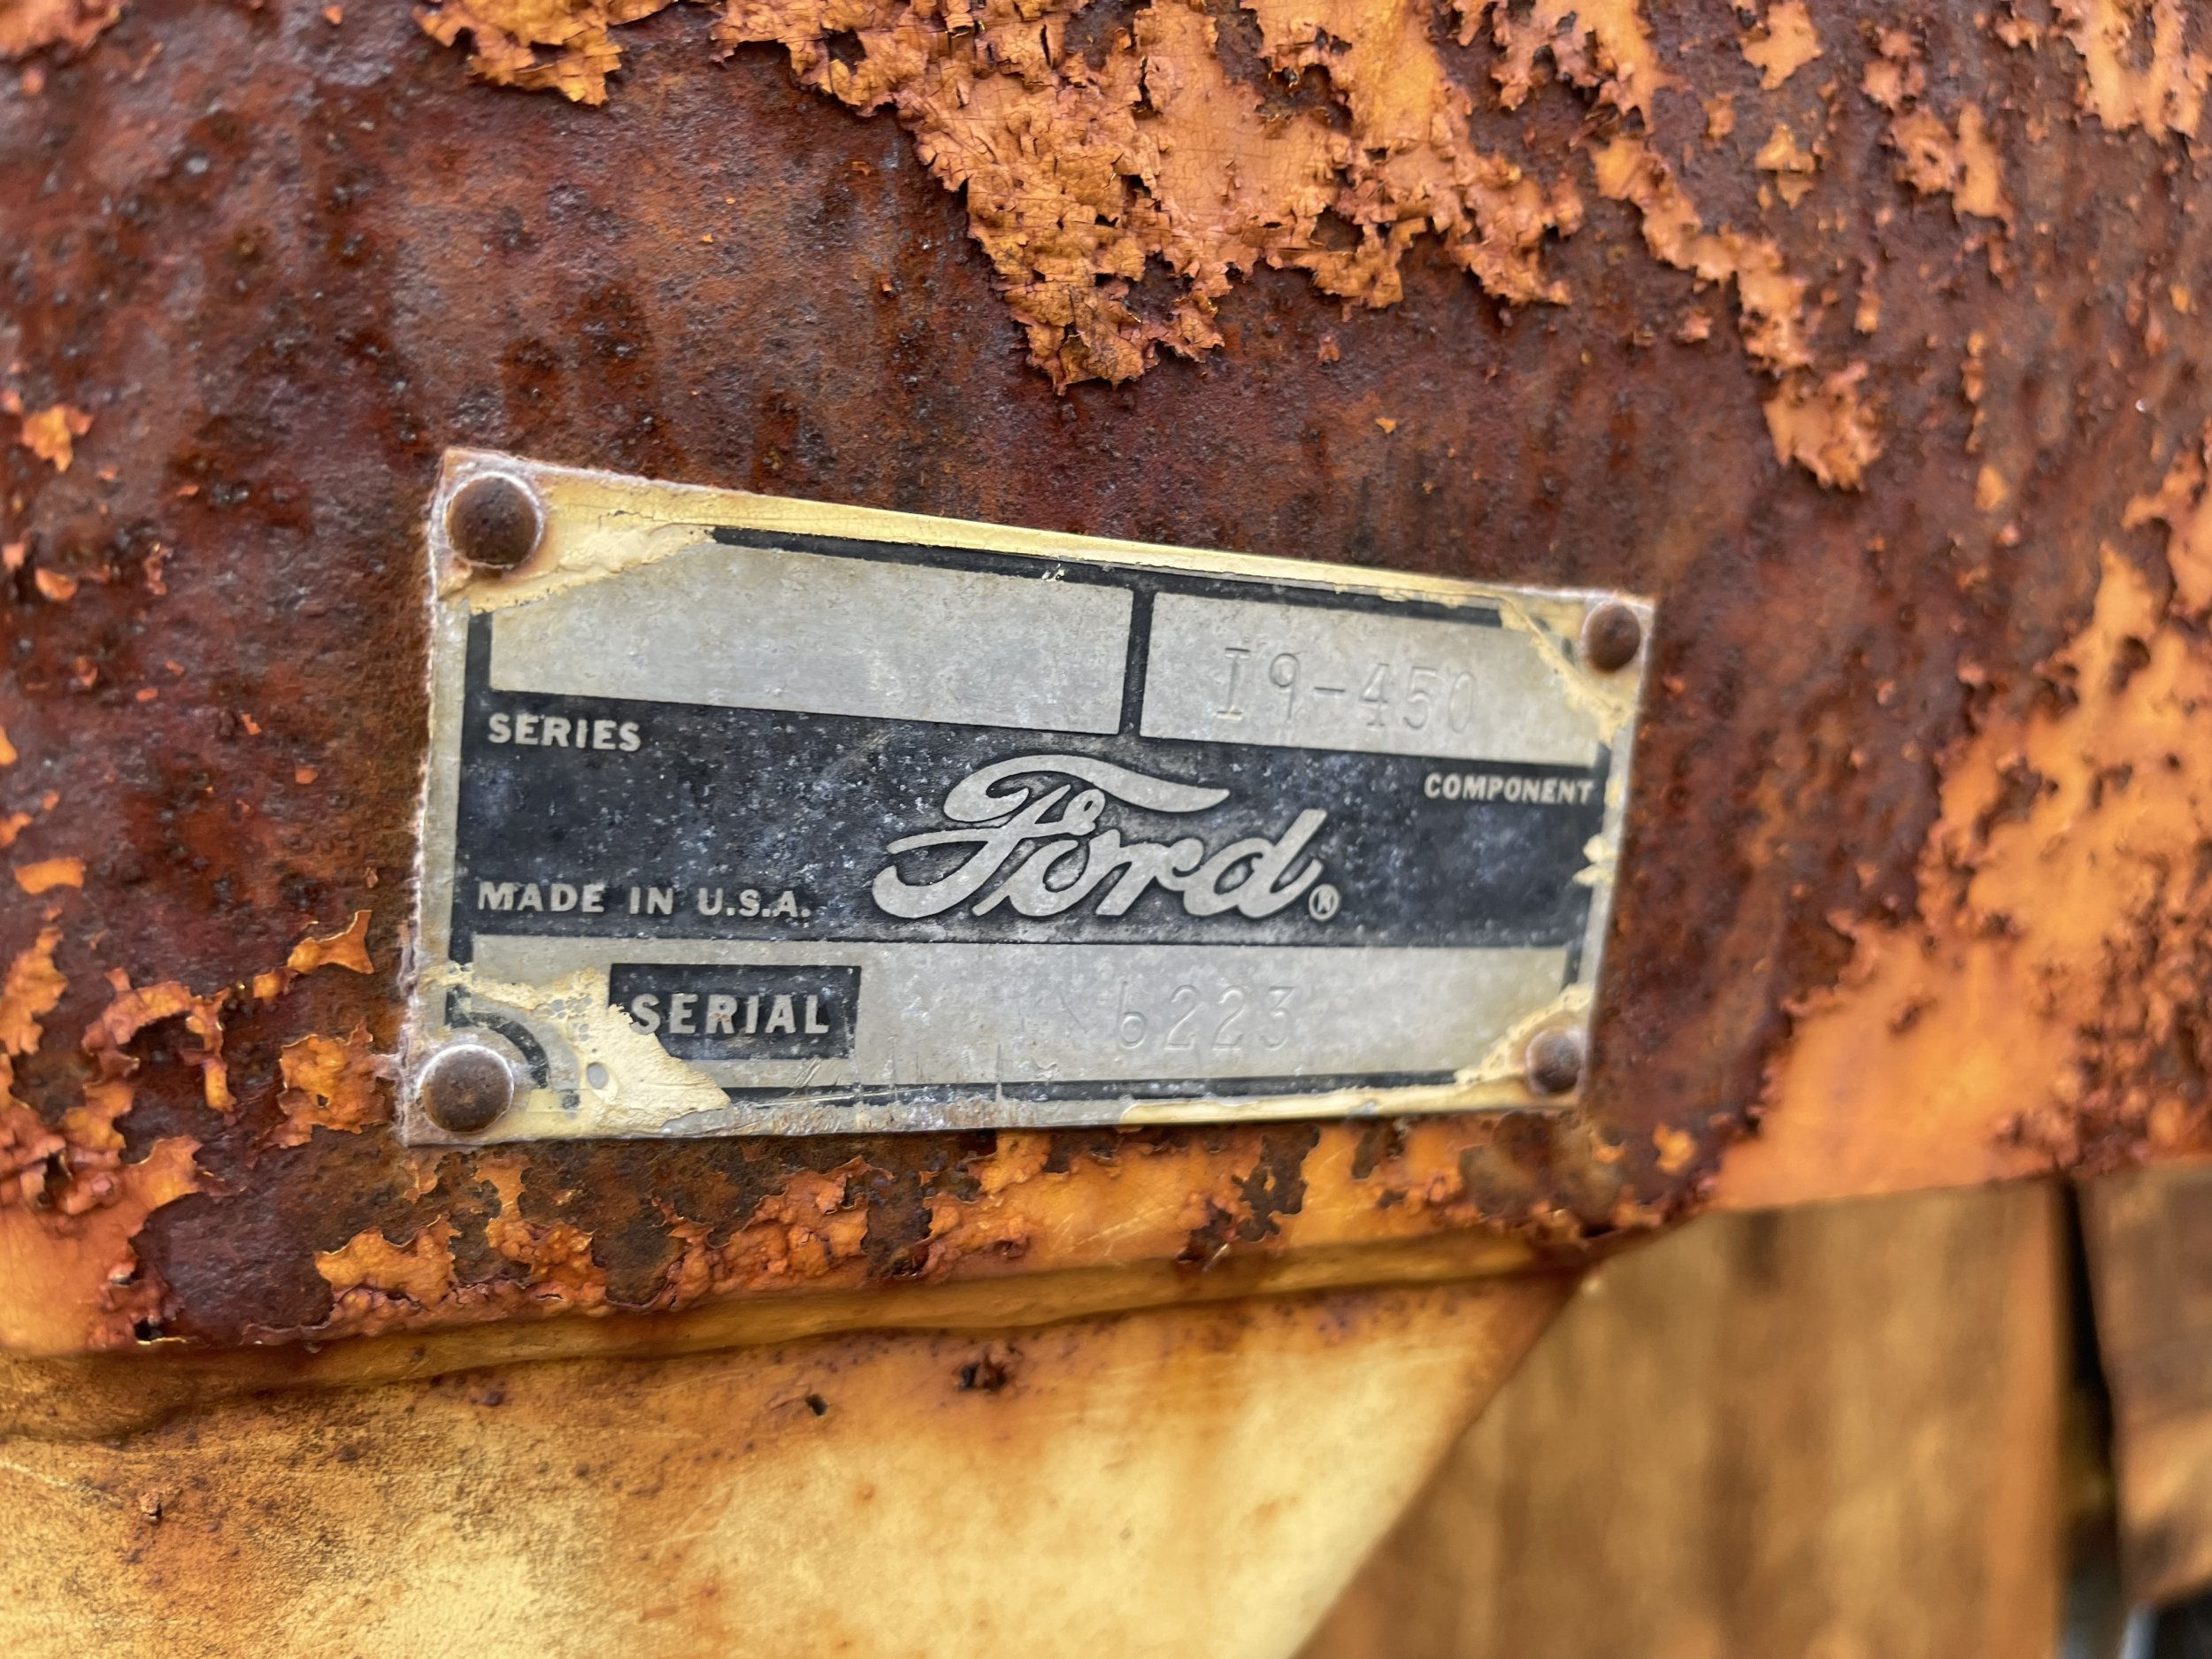 I9-450
SERIES
COMPONENT
Ford®
MADE IN U.S.A.
SERIAL 6223